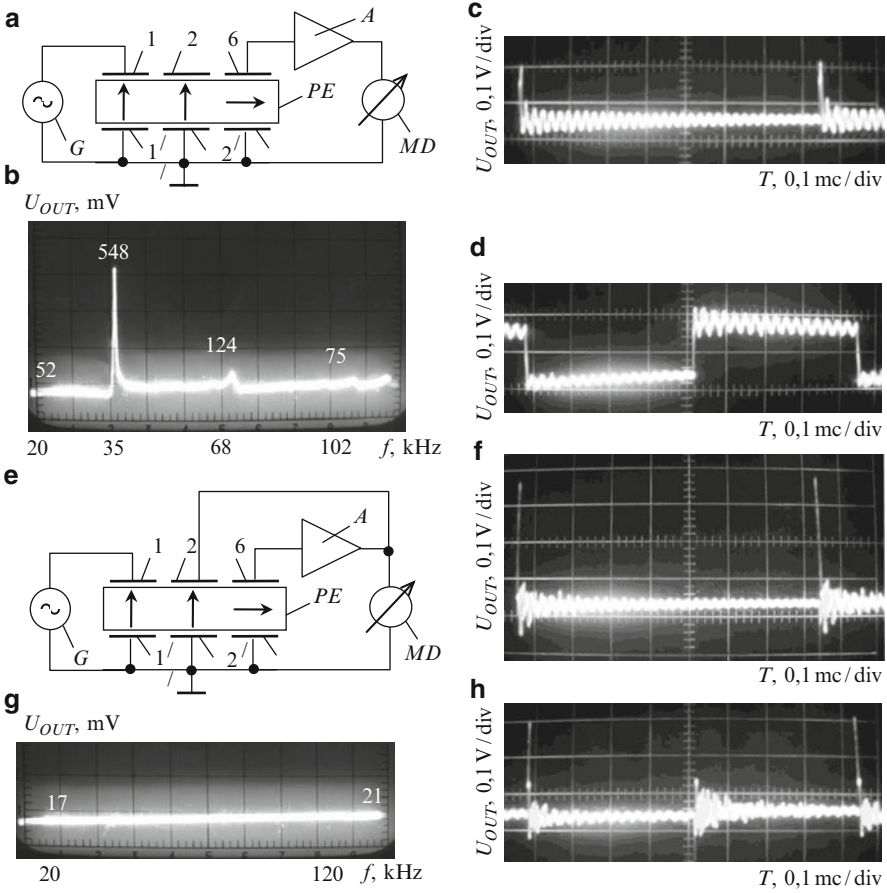 a
1 2 6 A
PE
G 1/ 2/ MD
b
U_OUT, mV
548
52 124 75
20 35 68 102 f, kHz
c
U_OUT, 0,1 V/div
T, 0,1 mc/div
d
U_OUT, 0,1 V/div
T, 0,1 mc/div
e
1 2 6 A
PE
G 1/ 2/ MD
f
U_OUT, 0,1 V/div
T, 0,1 mc/div
g
U_OUT, mV
17 21
20 120 f, kHz
h
U_OUT, 0,1 V/div
T, 0,1 mc/div